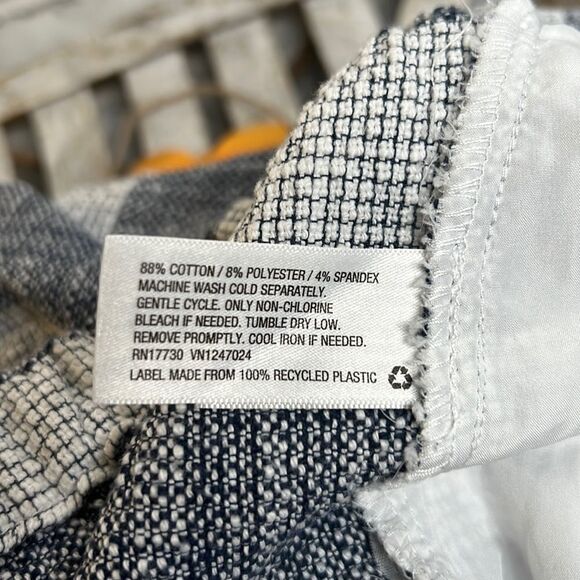 88% COTTON / 8% POLYESTER / 4% SPANDEX
MACHINE WASH COLD SEPARATELY.
GENTLE CYCLE. ONLY NON-CHLORINE
BLEACH IF NEEDED. TUMBLE DRY LOW.
REMOVE PROMPTLY. COOL IRON IF NEEDED.
RN17730 VN1247024
LABEL MADE FROM 100% RECYCLED PLASTIC